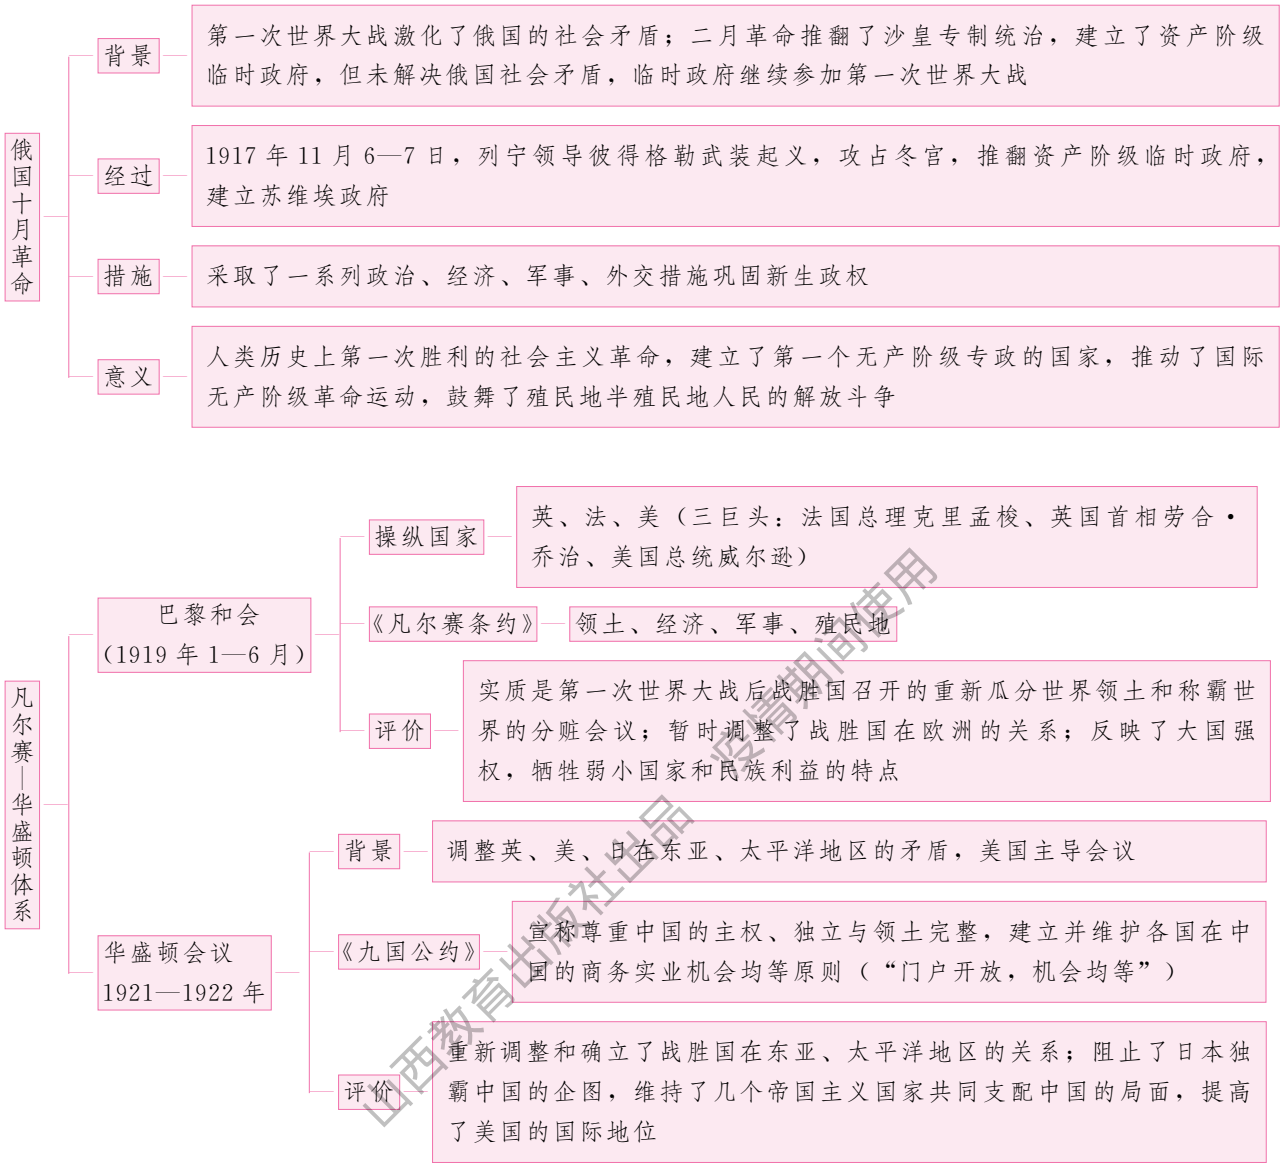 俄国十月革命
背景
第一次世界大战激化了俄国的社会矛盾；二月革命推翻了沙皇专制统治，建立了资产阶级
临时政府，但未解决俄国社会矛盾，临时政府继续参加第一次世界大战
经过
1917 年 11 月 6—7 日，列宁领导彼得格勒武装起义，攻占冬宫，推翻资产阶级临时政府，
建立苏维埃政府
措施
采取了一系列政治、经济、军事、外交措施巩固新生政权
意义
人类历史上第一次胜利的社会主义革命，建立了第一个无产阶级专政的国家，推动了国际
无产阶级革命运动，鼓舞了殖民地半殖民地人民的解放斗争
凡尔赛—华盛顿体系
巴黎和会
（1919 年 1—6 月）
操纵国家
英、法、美（三巨头：法国总理克里孟梭、英国首相劳合·
乔治、美国总统威尔逊）
《凡尔赛条约》
领土、经济、军事、殖民地
评价
实质是第一次世界大战后战胜国召开的重新瓜分世界领土和称霸世
界的分赃会议；暂时调整了战胜国在欧洲的关系；反映了大国强
权，牺牲弱小国家和民族利益的特点
华盛顿会议
1921—1922 年
背景
调整英、美、日在东亚、太平洋地区的矛盾，美国主导会议
《九国公约》
宣称尊重中国的主权、独立与领土完整，建立并维护各国在中
国的商务实业机会均等原则（“门户开放，机会均等”）
评价
重新调整和确立了战胜国在东亚、太平洋地区的关系；阻止了日本独
霸中国的企图，维持了几个帝国主义国家共同支配中国的局面，提高
了美国的国际地位
山西教育出版社出品 疫情期间使用